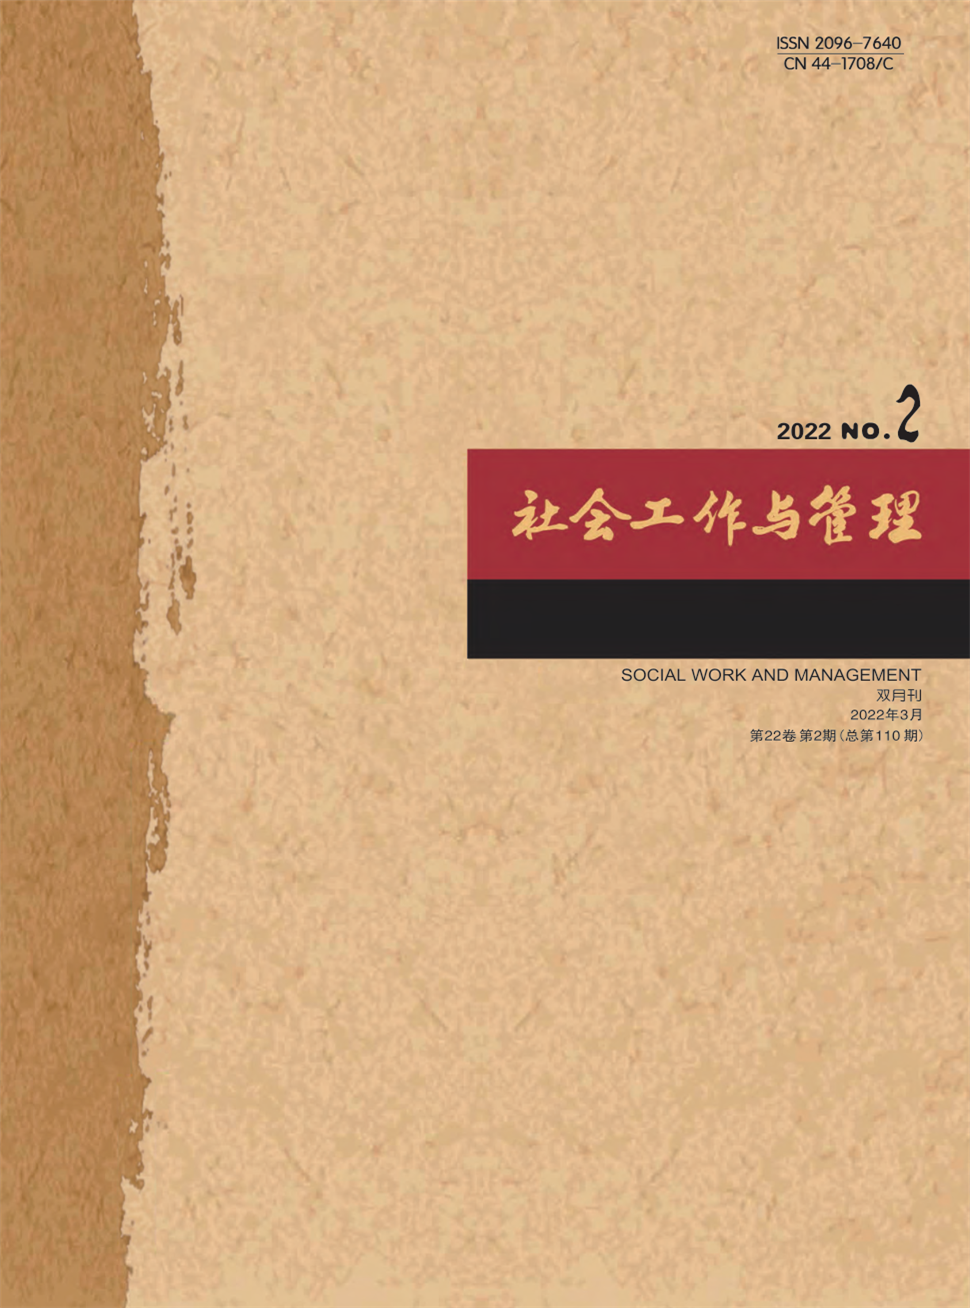 ISSN 2096-7640
CN 44-1708/C
2022 NO.2
社会工作与管理
SOCIAL WORK AND MANAGEMENT
双月刊
2022年3月
第22卷 第2期（总第110 期）